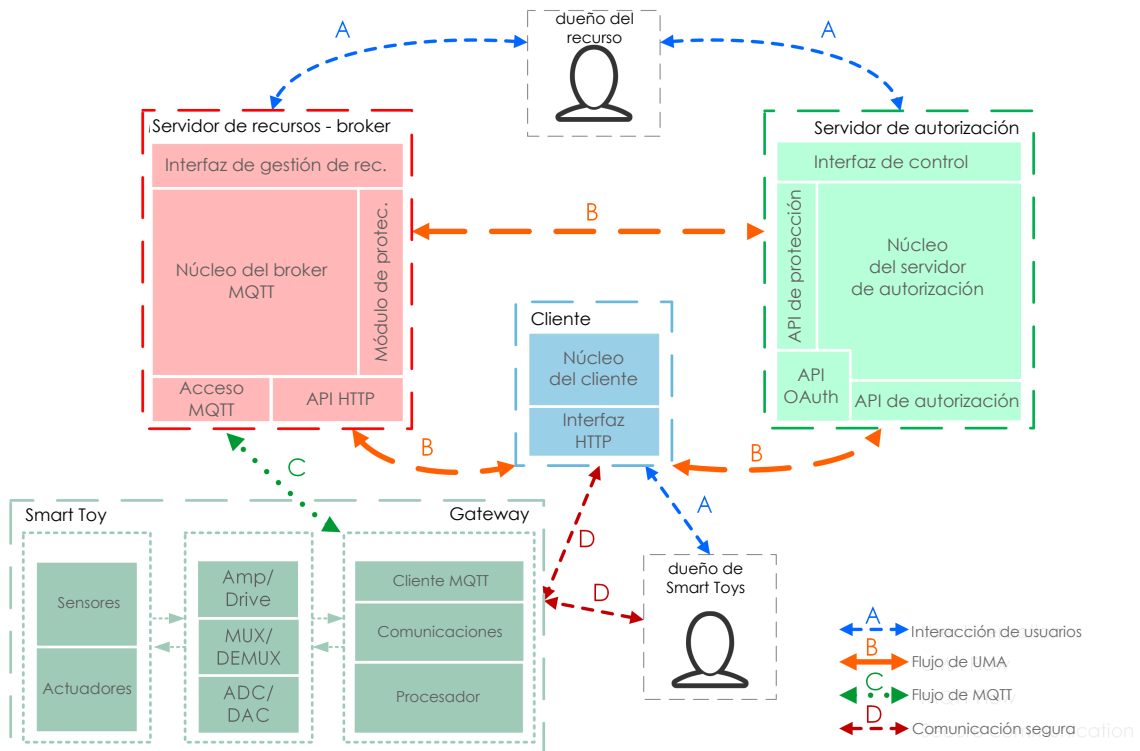 dueño del
recurso
A
A
Servidor de recursos - broker
Interfaz de gestión de rec.
Núcleo del broker
MQTT
Módulo de protec.
Acceso
MQTT
API HTTP
B
Servidor de autorización
Interfaz de control
API de protección
Núcleo
del servidor
de autorización
API
OAuth
API de autorización
Cliente
Núcleo
del cliente
Interfaz
HTTP
B
B
C
A
D
D
Smart Toy
Gateway
Sensores
Actuadores
Amp/
Drive
MUX/
DEMUX
ADC/
DAC
Cliente MQTT
Comunicaciones
Procesador
dueño de
Smart Toys
A
Interacción de usuarios
B
Flujo de UMA
C
Flujo de MQTT
D
Comunicación segura